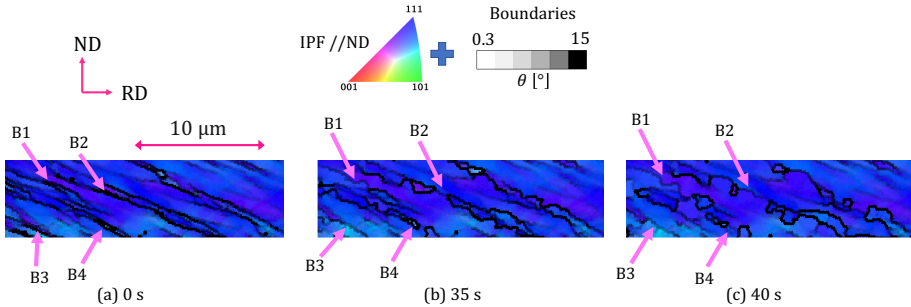 ND
RD
IPF //ND
111
001
101
Boundaries
0.3
15
θ [°]
10 μm
B1
B2
B3
B4
(a) 0 s
B1
B2
B3
B4
(b) 35 s
B1
B2
B3
B4
(c) 40 s